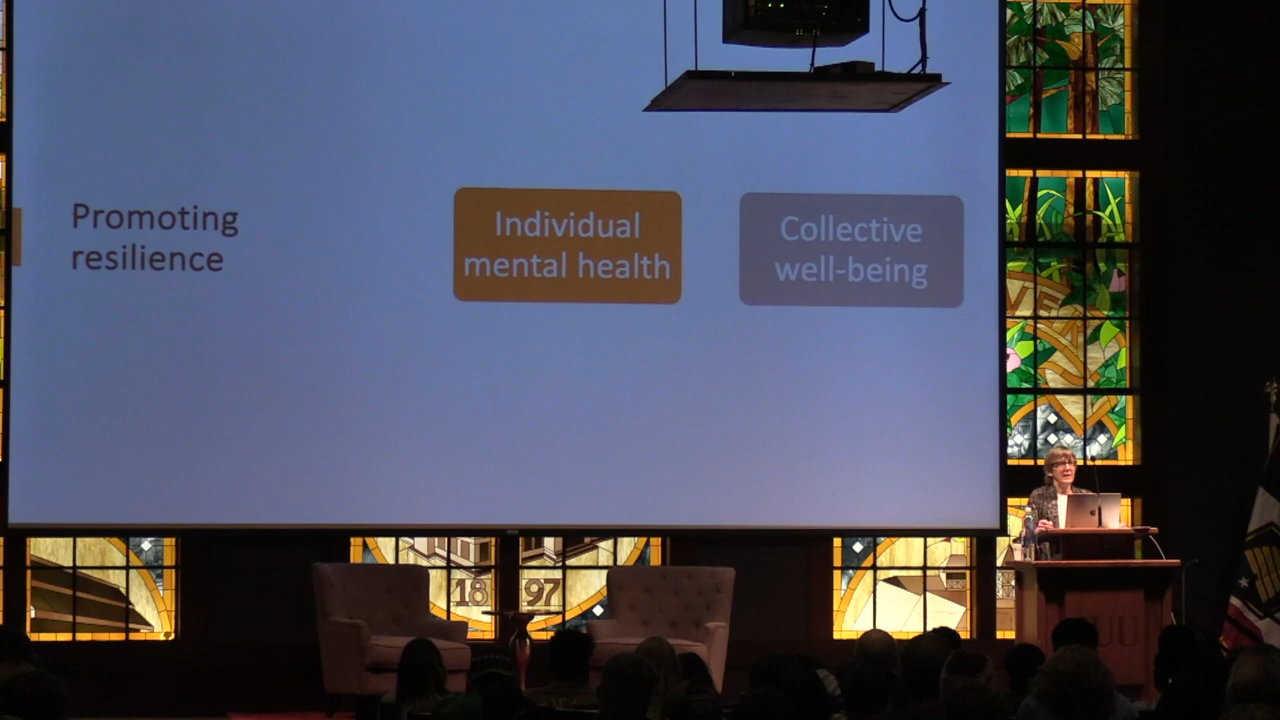 Promoting
resilience
Individual
mental health
Collective
well-being
18 97